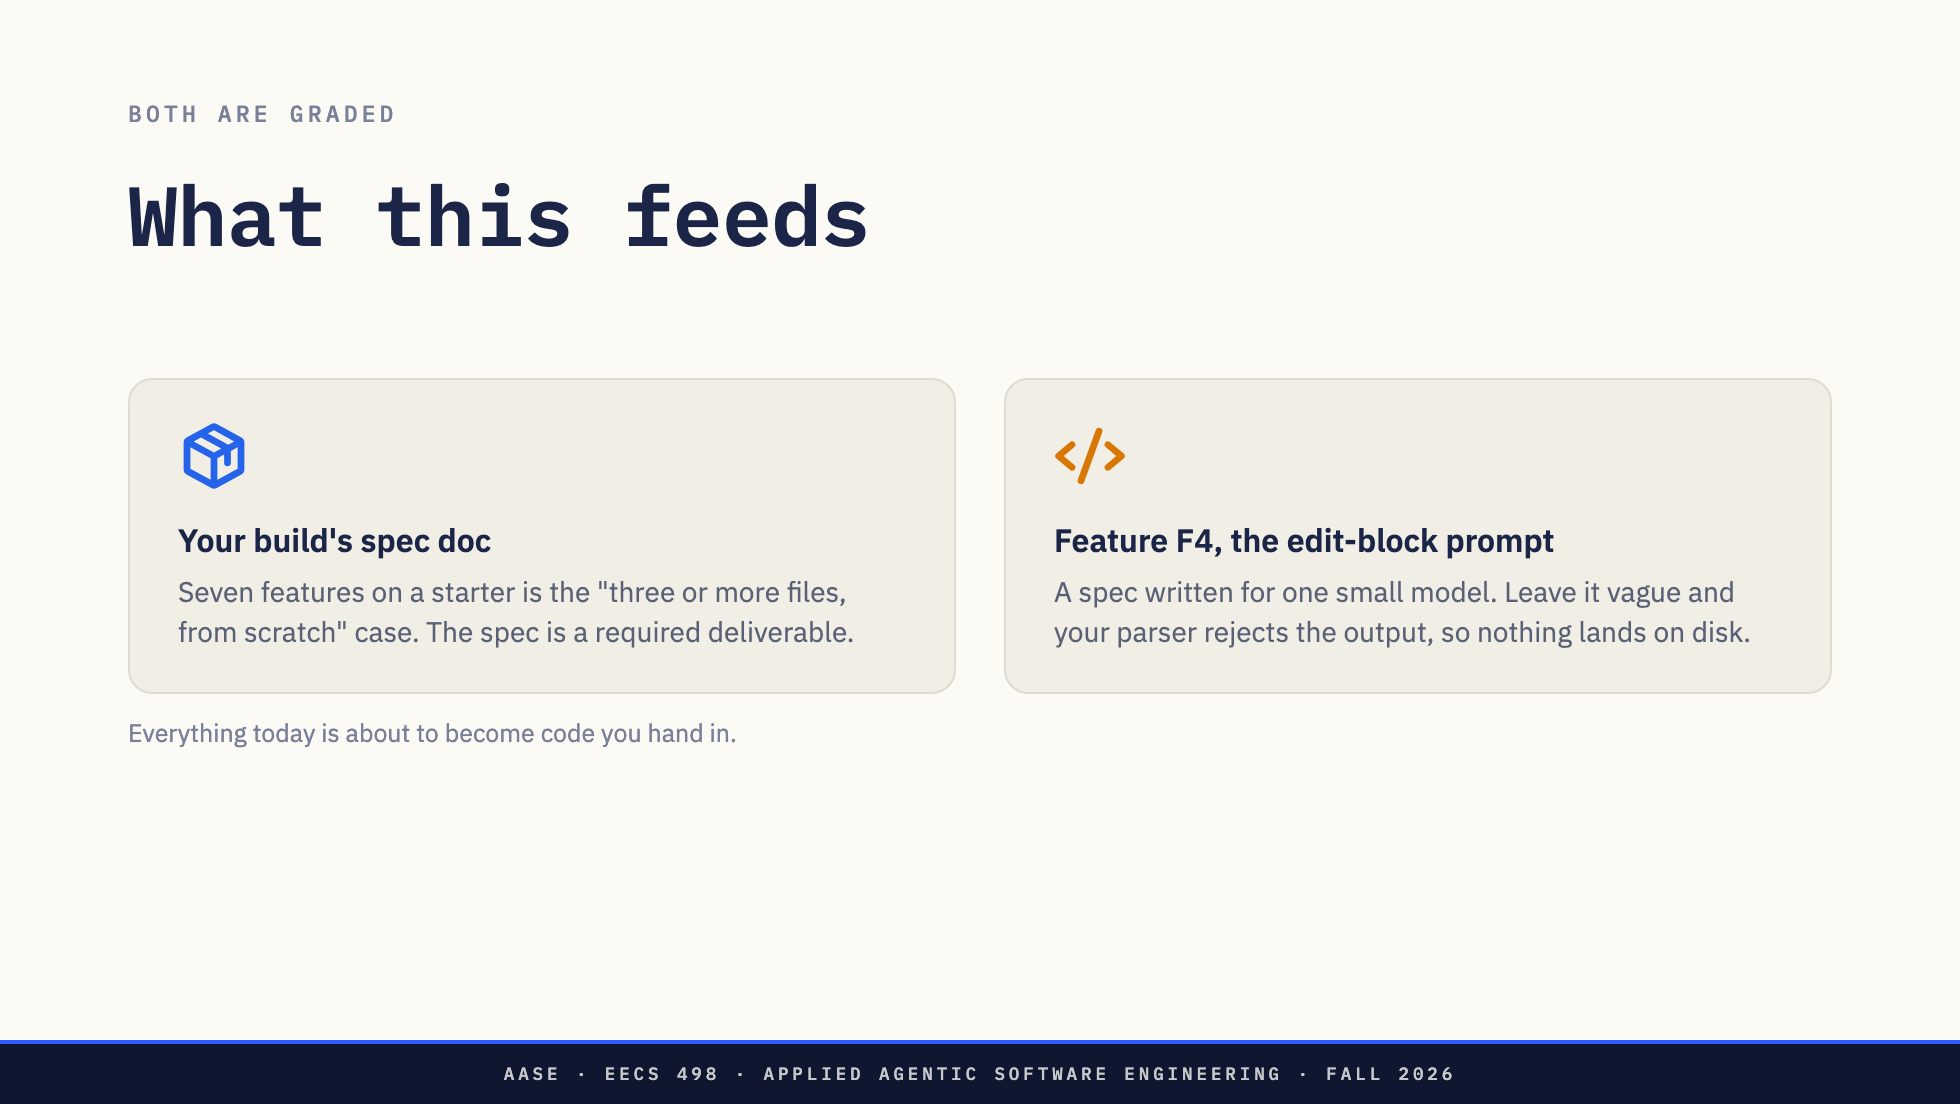 BOTH ARE GRADED
What this feeds
Your build's spec doc
Seven features on a starter is the "three or more files,
from scratch" case. The spec is a required deliverable.
Feature F4, the edit-block prompt
A spec written for one small model. Leave it vague and
your parser rejects the output, so nothing lands on disk.
Everything today is about to become code you hand in.
AASE · EECS 498 · APPLIED AGENTIC SOFTWARE ENGINEERING · FALL 2026